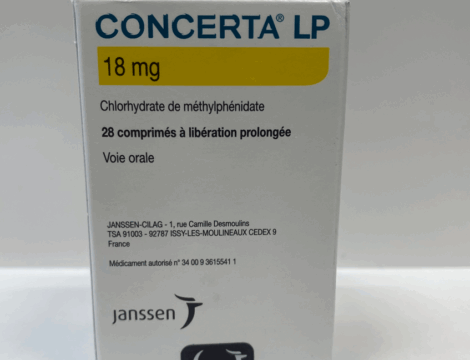 CONCERTA® LP
18 mg
Chlorhydrate de méthylphénidate
28 comprimés à libération prolongée
Voie orale
JANSSEN-CILAG - 1, rue Camille Desmoulins
TSA 91003 - 92787 ISSY-LES-MOULINEAUX CEDEX 9
France
Médicament autorisé n° 34 00 9 3615541 1
janssen